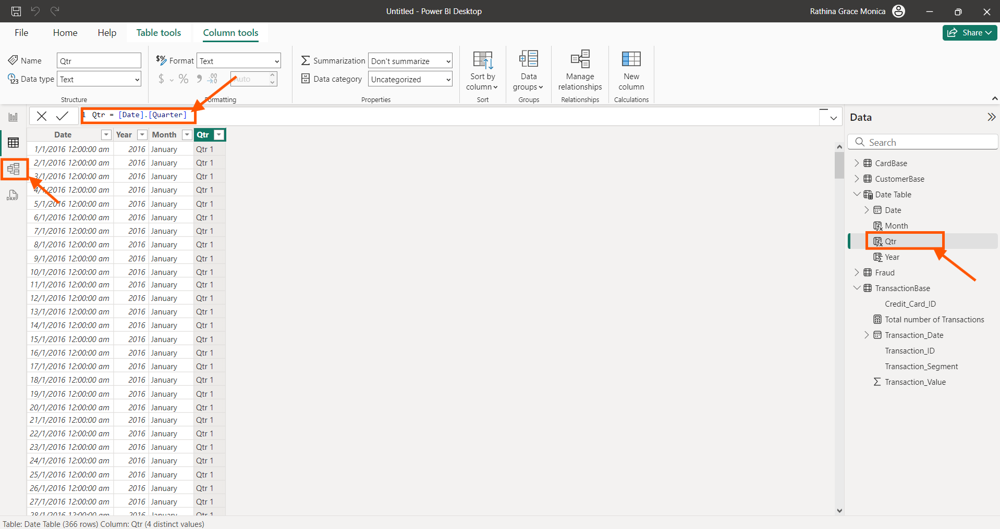 Untitled - Power BI Desktop
Rathina Grace Monica
File Home Help Table tools Column tools
Share
Name Qtr
Data type Text
Structure
Format Text
$ % Auto
Formatting
Summarization Don't summarize
Data category Uncategorized
Properties
Sort by column
Sort
Data groups
Groups
Manage relationships
Relationships
New column
Calculations
1 Qtr = [Date].[Quarter]
DAX
Date Year Month Qtr
1/1/2016 12:00:00 am 2016 January Qtr 1
2/1/2016 12:00:00 am 2016 January Qtr 1
3/1/2016 12:00:00 am 2016 January Qtr 1
4/1/2016 12:00:00 am 2016 January Qtr 1
5/1/2016 12:00:00 am 2016 January Qtr 1
6/1/2016 12:00:00 am 2016 January Qtr 1
7/1/2016 12:00:00 am 2016 January Qtr 1
8/1/2016 12:00:00 am 2016 January Qtr 1
9/1/2016 12:00:00 am 2016 January Qtr 1
10/1/2016 12:00:00 am 2016 January Qtr 1
11/1/2016 12:00:00 am 2016 January Qtr 1
12/1/2016 12:00:00 am 2016 January Qtr 1
13/1/2016 12:00:00 am 2016 January Qtr 1
14/1/2016 12:00:00 am 2016 January Qtr 1
15/1/2016 12:00:00 am 2016 January Qtr 1
16/1/2016 12:00:00 am 2016 January Qtr 1
17/1/2016 12:00:00 am 2016 January Qtr 1
18/1/2016 12:00:00 am 2016 January Qtr 1
19/1/2016 12:00:00 am 2016 January Qtr 1
20/1/2016 12:00:00 am 2016 January Qtr 1
21/1/2016 12:00:00 am 2016 January Qtr 1
22/1/2016 12:00:00 am 2016 January Qtr 1
23/1/2016 12:00:00 am 2016 January Qtr 1
24/1/2016 12:00:00 am 2016 January Qtr 1
25/1/2016 12:00:00 am 2016 January Qtr 1
26/1/2016 12:00:00 am 2016 January Qtr 1
27/1/2016 12:00:00 am 2016 January Qtr 1
28/1/2016 12:00:00 am 2016 January Qtr 1
Data
Search
CardBase
CustomerBase
Date Table
Date
Month
Qtr
Year
Fraud
TransactionBase
Credit_Card_ID
Total number of Transactions
Transaction_Date
Transaction_ID
Transaction_Segment
Transaction_Value
Table: Date Table (366 rows) Column: Qtr (4 distinct values)